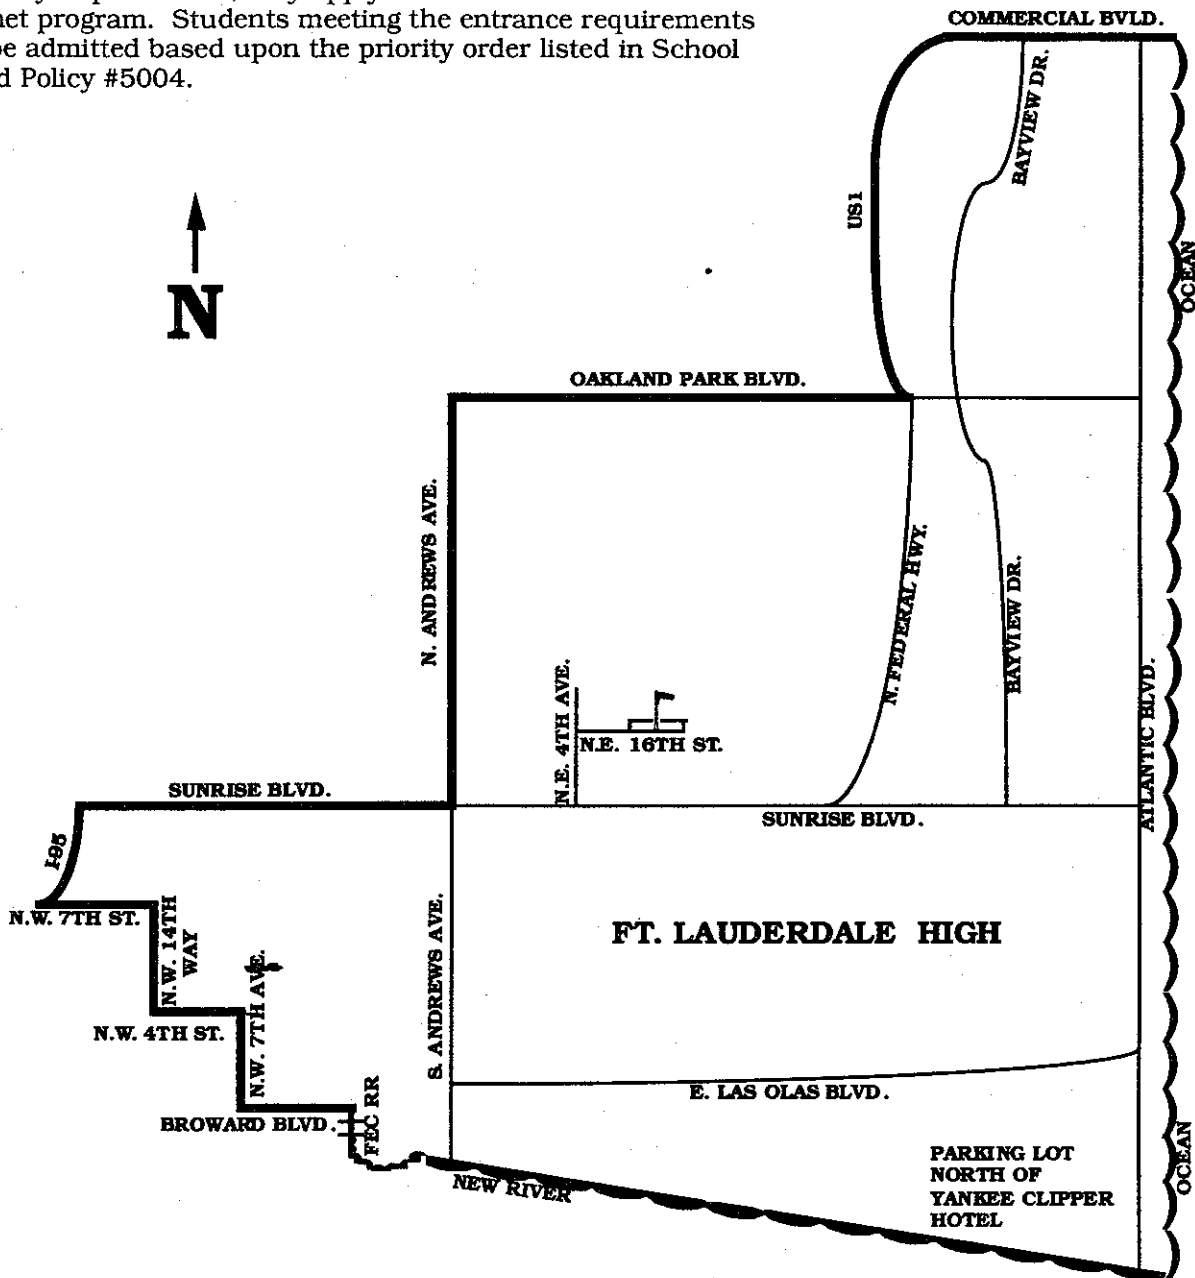 net program. Students meeting the entrance requirements
be admitted based upon the priority order listed in School
d Policy #5004.
COMMERCIAL BVLD.
BAYVIEW DR.
US1
OCEAN
N
OAKLAND PARK BLVD.
N. ANDREWS AVE.
N. FEDERAL HWY.
BAYVIEW DR.
ATLANTIC BLVD.
N.E. 4TH AVE.
N.E. 16TH ST.
SUNRISE BLVD.
SUNRISE BLVD.
I-95
N.W. 7TH ST.
N.W. 14TH
WAY
N.W. 7TH AVE.
S. ANDREWS AVE.
FT. LAUDERDALE HIGH
N.W. 4TH ST.
E. LAS OLAS BLVD.
BROWARD BLVD.
FEC RR
NEW RIVER
PARKING LOT
NORTH OF
YANKEE CLIPPER
HOTEL
OCEAN